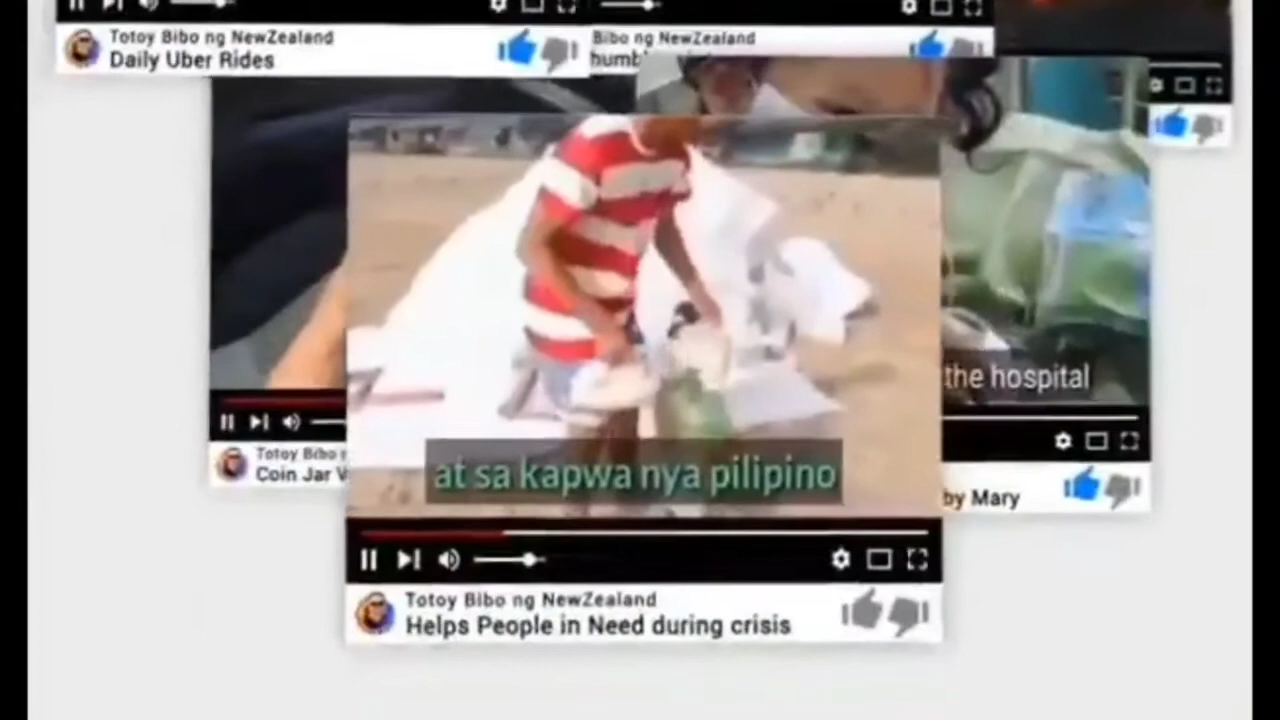 Totoy Bibo ng NewZealand
Daily Uber Rides
Bibo ng NewZealand
the hospital
Totoy Bibo
Coin Jar
by Mary
at sa kapwa nya pilipino
Totoy Bibo ng NewZealand
Helps People in Need during crisis